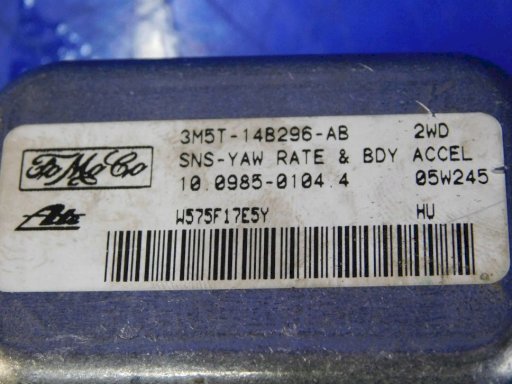 3M5T-14B296-AB 2WD
FoMoCo
SNS-YAW RATE & BDY ACCEL
10.0985-0104.4 05W245
Ate
W575F17E5Y HU